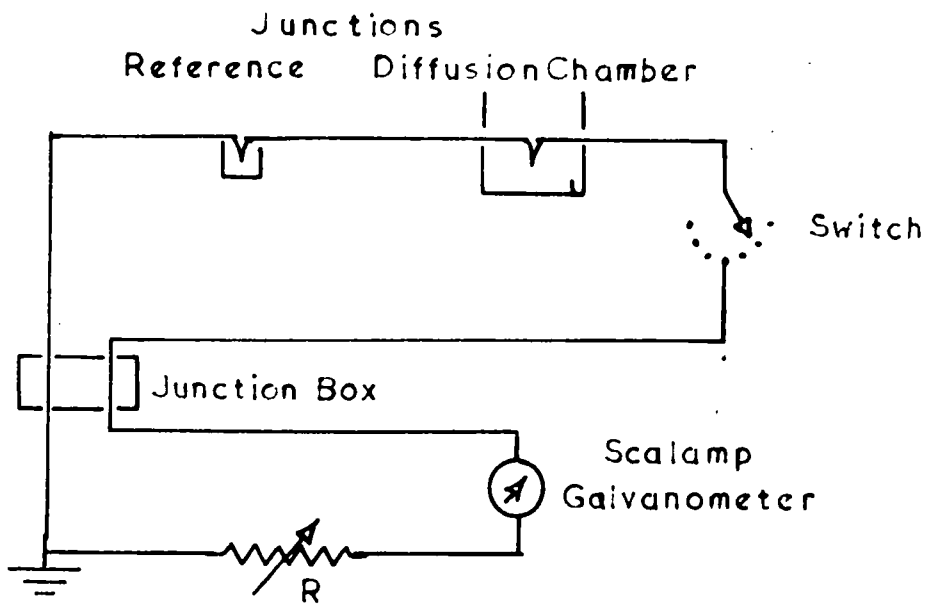 Junctions
Reference Diffusion Chamber
Switch
Junction Box
Scalamp
Galvanometer
R